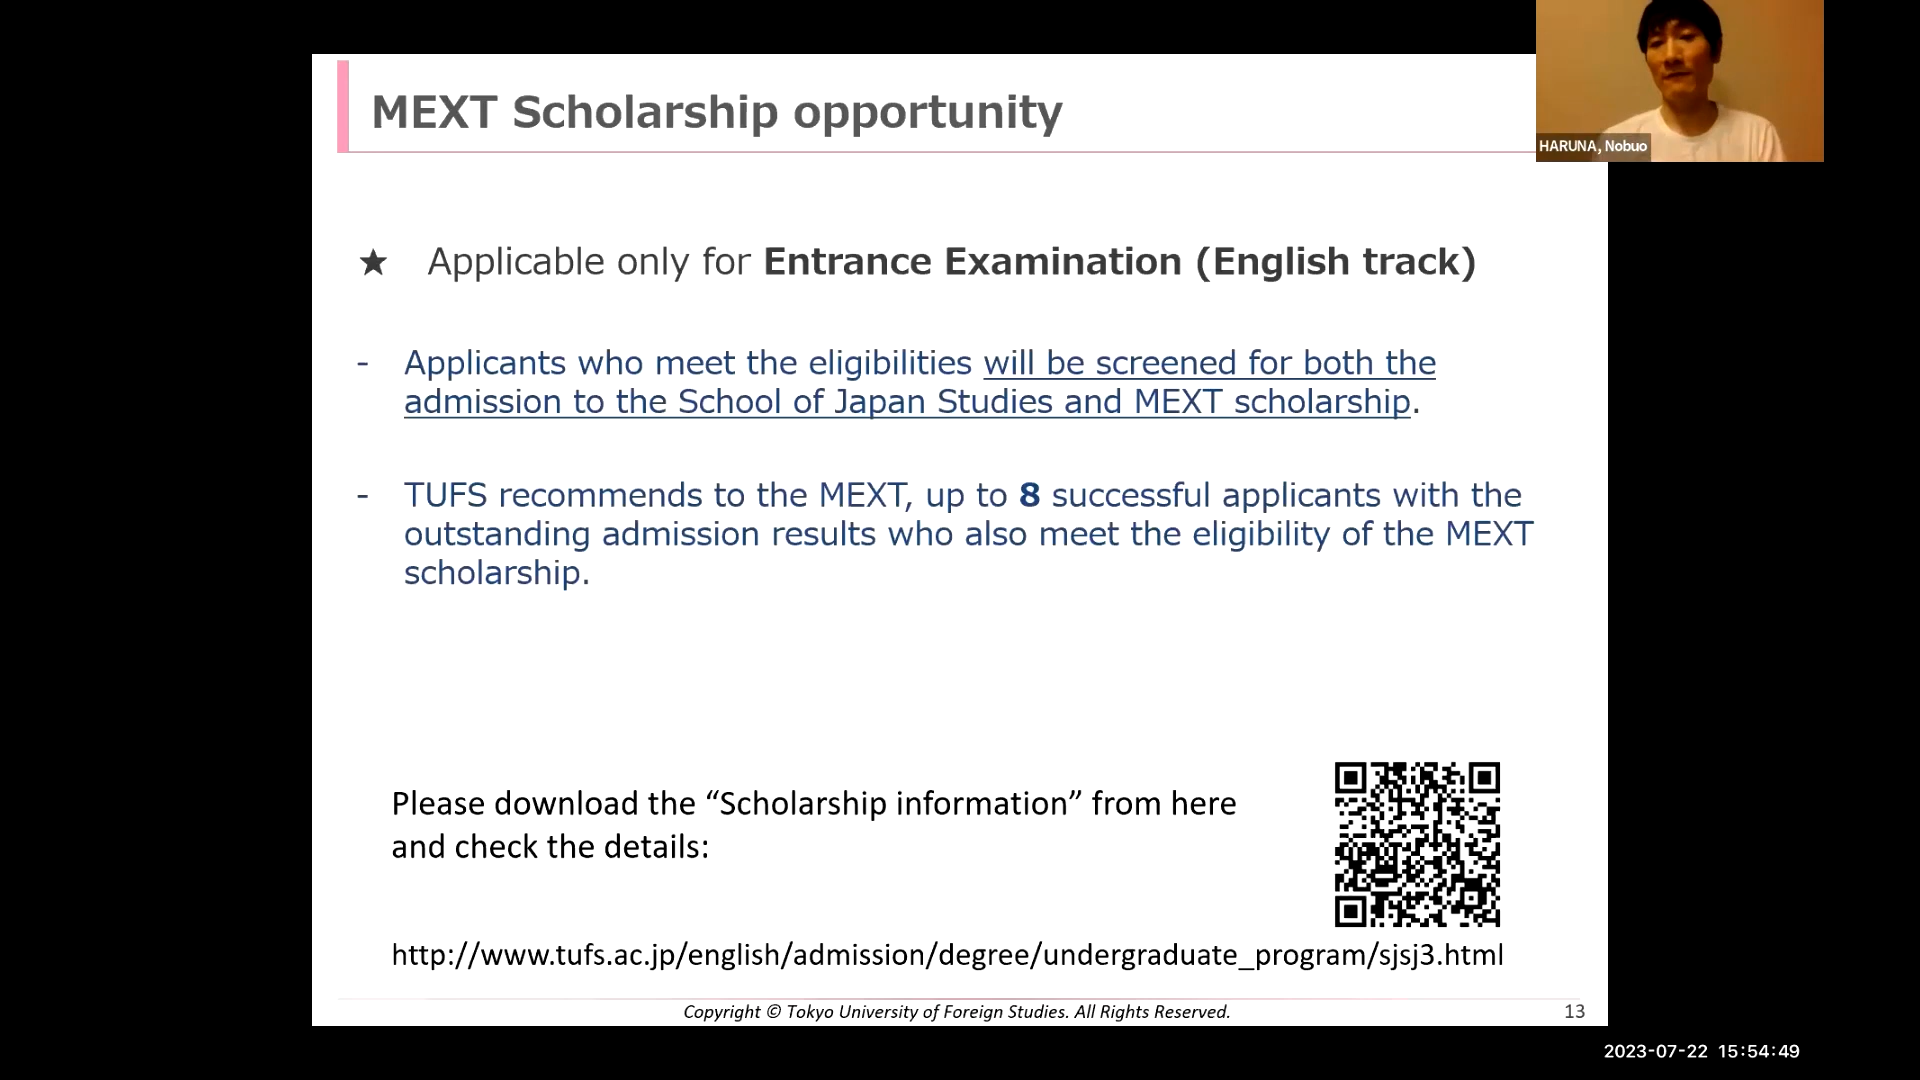 MEXT Scholarship opportunity
HARUNA, Nobuo
★ Applicable only for Entrance Examination (English track)
- Applicants who meet the eligibilities will be screened for both the
admission to the School of Japan Studies and MEXT scholarship.
- TUFS recommends to the MEXT, up to 8 successful applicants with the
outstanding admission results who also meet the eligibility of the MEXT
scholarship.
Please download the “Scholarship information” from here
and check the details:
http://www.tufs.ac.jp/english/admission/degree/undergraduate_program/sjsj3.html
Copyright © Tokyo University of Foreign Studies. All Rights Reserved.
13
2023-07-22 15:54:49